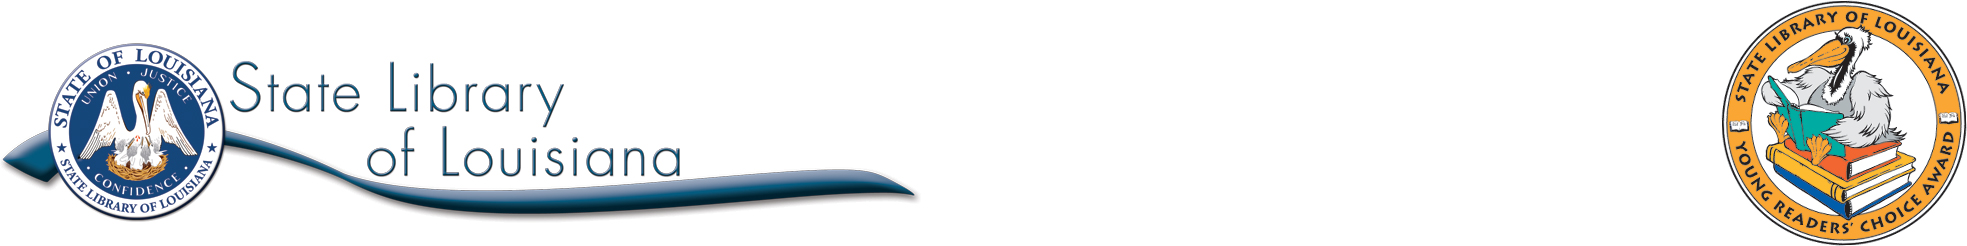 STATE OF LOUISIANA
UNION · JUSTICE
· CONFIDENCE ·
★ STATE LIBRARY OF LOUISIANA ★
State Library
of Louisiana
STATE LIBRARY OF LOUISIANA
YOUNG READERS' CHOICE AWARD